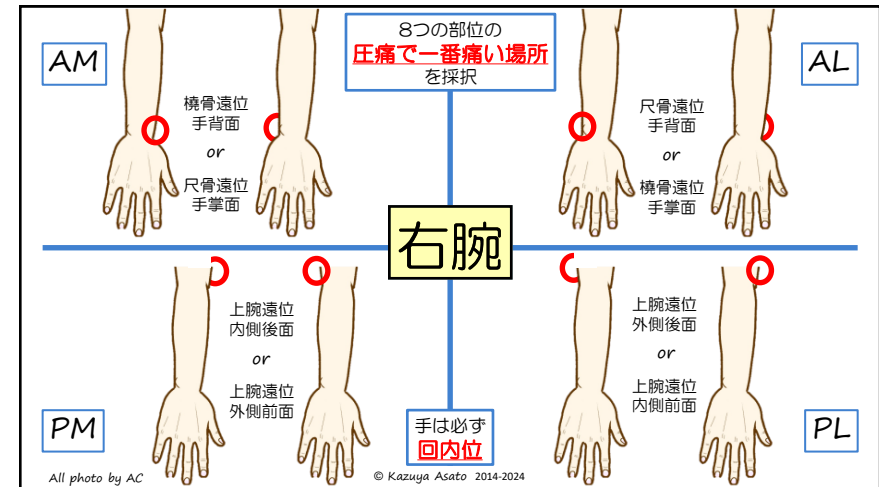 AM
8つの部位の
圧痛で一番痛い場所
を採択
AL
橈骨遠位
手背面
or
尺骨遠位
手掌面
尺骨遠位
手背面
or
橈骨遠位
手掌面
右腕
上腕遠位
内側後面
or
上腕遠位
外側前面
上腕遠位
外側後面
or
上腕遠位
内側前面
PM
手は必ず
回内位
PL
All photo by AC
© Kazuya Asato 2014-2024